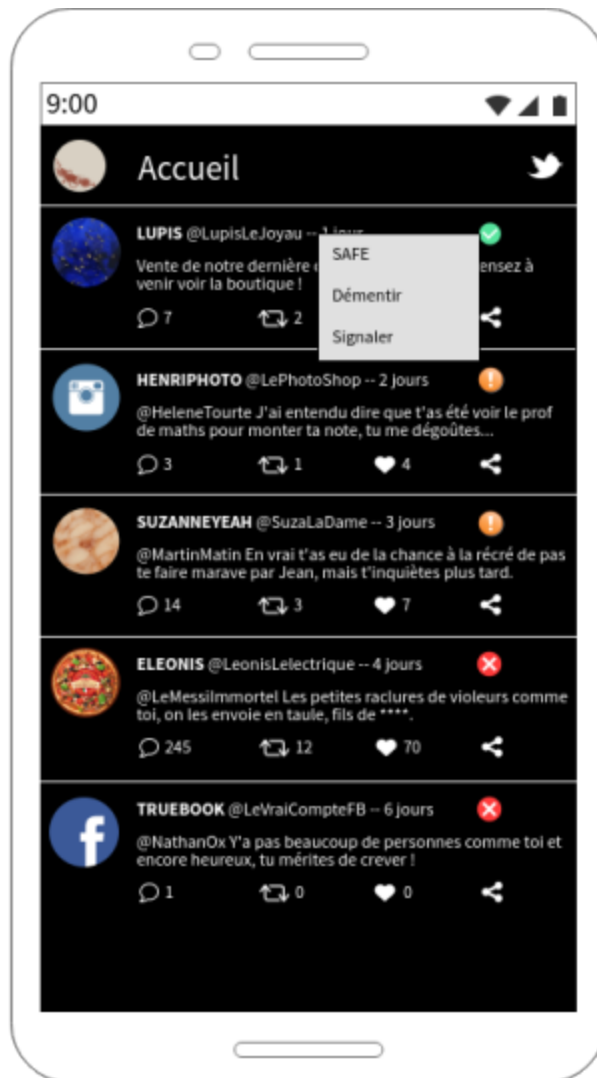 9:00
Accueil
LUPIS @LupisLeJoyau -- 1 jour
SAFE
Vente de notre dernière ensez à
venir voir la boutique !
Démentir
7 2
Signaler
HENRIPHOTO @LePhotoShop -- 2 jours
@HeleneTourte J'ai entendu dire que t'as été voir le prof
de maths pour monter ta note, tu me dégoûtes...
3 1 4
SUZANNEYEAH @SuzaLaDame -- 3 jours
@MartinMatin En vrai t'as eu de la chance à la récré de pas
te faire marave par Jean, mais t'inquiètes plus tard.
14 3 7
ELEONIS @LeonisLelectrique -- 4 jours
@LeMessiImmortel Les petites raclures de violeurs comme
toi, on les envoie en taule, fils de ****.
245 12 70
TRUEBOOK @LeVraiCompteFB -- 6 jours
@NathanOx Y'a pas beaucoup de personnes comme toi et
encore heureux, tu mérites de crever !
1 0 0